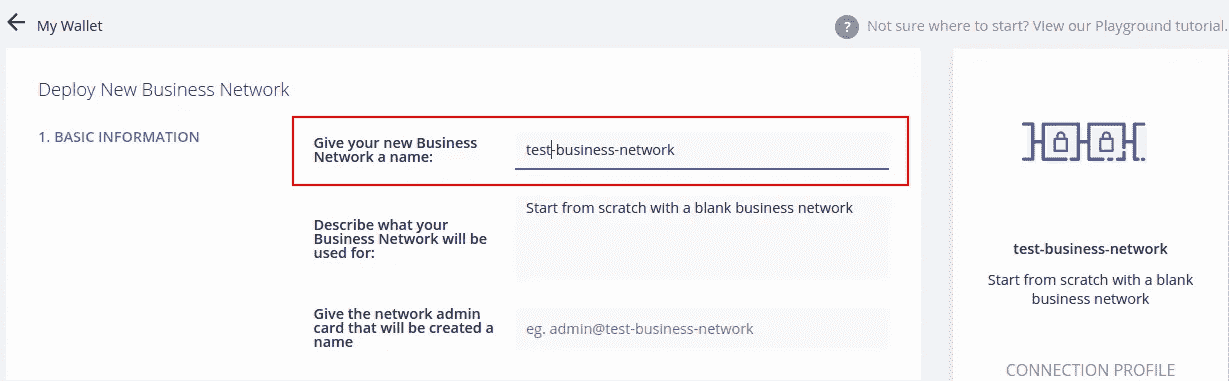 My Wallet
? Not sure where to start? View our Playground tutorial.
Deploy New Business Network
1. BASIC INFORMATION
Give your new Business
Network a name:
test-business-network
Describe what your
Business Network will be
used for:
Start from scratch with a blank business network
Give the network admin
card that will be created a
name
eg. admin@test-business-network
test-business-network
Start from scratch with a blank
business network
CONNECTION PROFILE